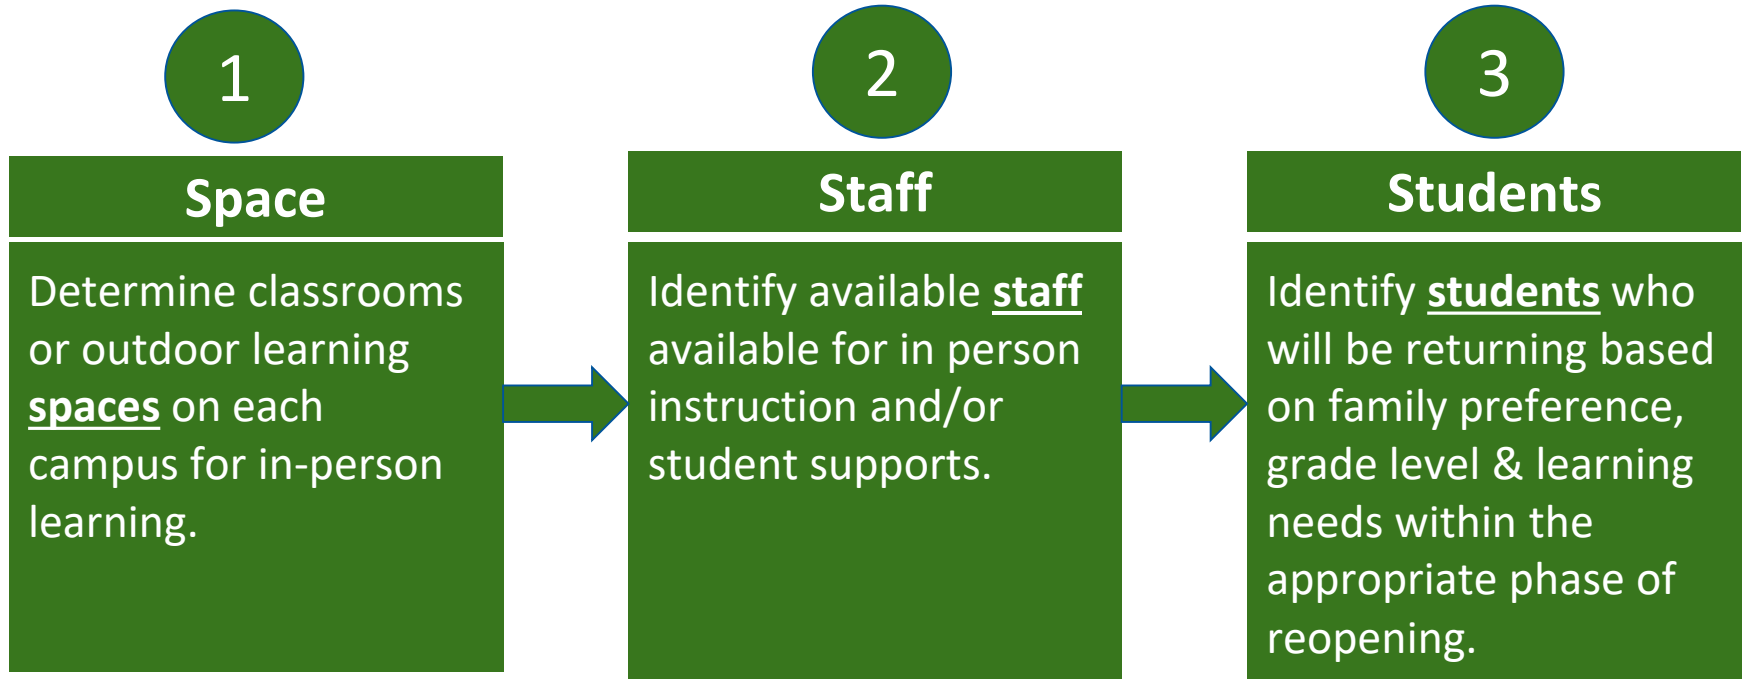 1
Space
Determine classrooms
or outdoor learning
spaces on each
campus for in-person
learning.
2
Staff
Identify available staff
available for in person
instruction and/or
student supports.
3
Students
Identify students who
will be returning based
on family preference,
grade level & learning
needs within the
appropriate phase of
reopening.